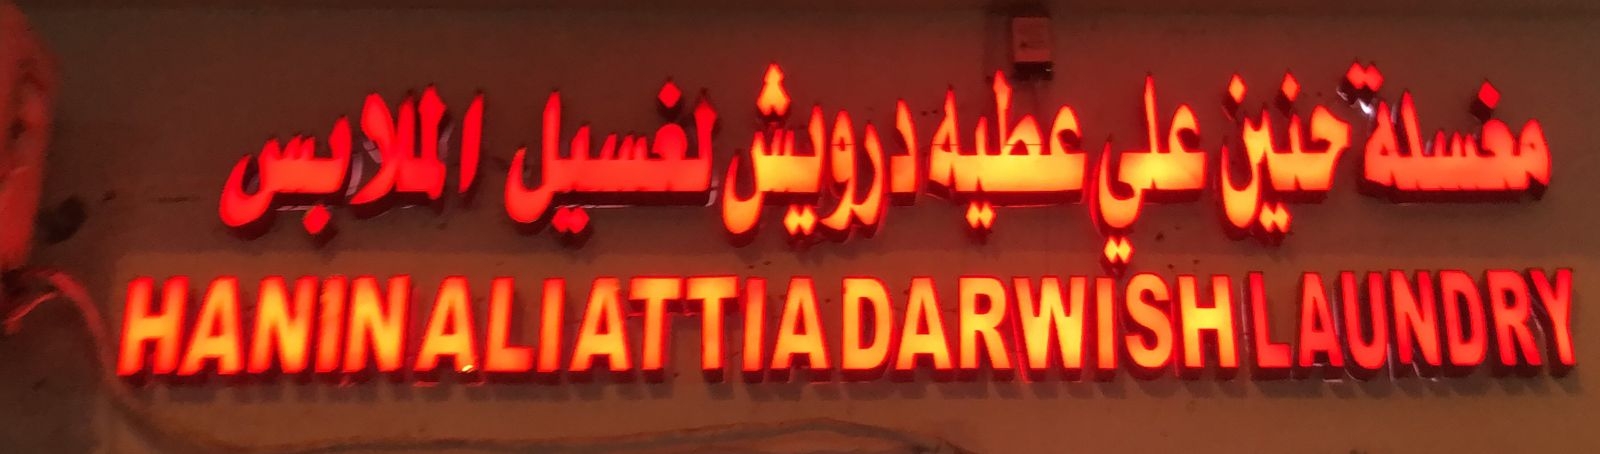 مغسلة حنين علي عطيه درويش لغسيل الملابس
HANIN ALI ATTIA DARWISH LAUNDRY